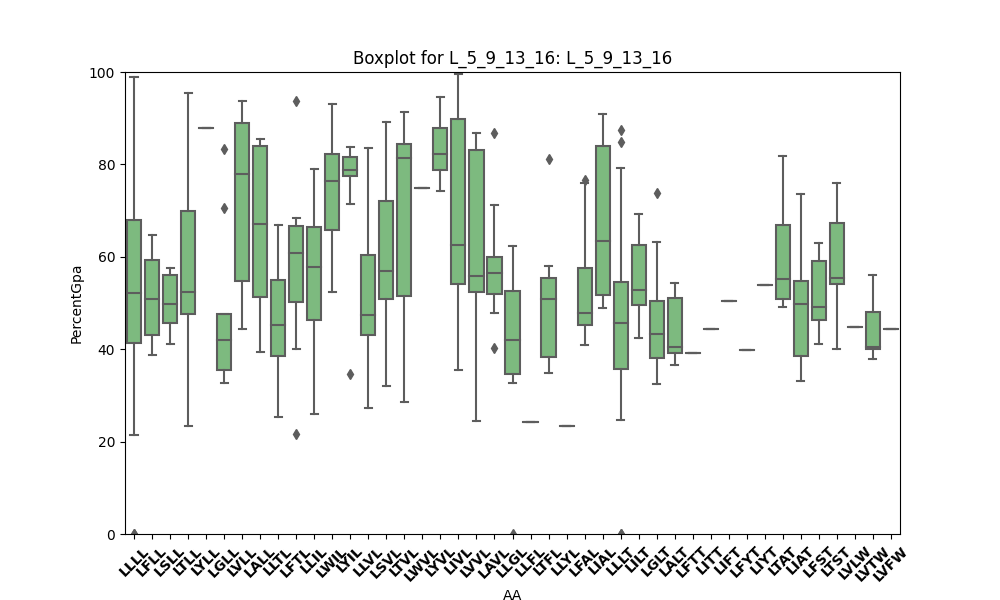 Boxplot for L_5_9_13_16: L_5_9_13_16
PercentGpa
100
80
60
40
20
0
LLLL
LFLL
LSLL
LTLL
LYLL
LGLL
LVLL
LALL
LLTL
LFTL
LLIL
LWIL
LYIL
LLVL
LSVL
LTVL
LWVL
LYVL
LIVL
LVVL
LAVL
LLGL
LLFL
LTFL
LLYL
LFAL
LIAL
LLLT
LILT
LGLT
LALT
LFTT
LITT
LIFT
LFYT
LIYT
LTAT
LIAT
LFST
LTST
LVLW
LVTW
LVFW
AA